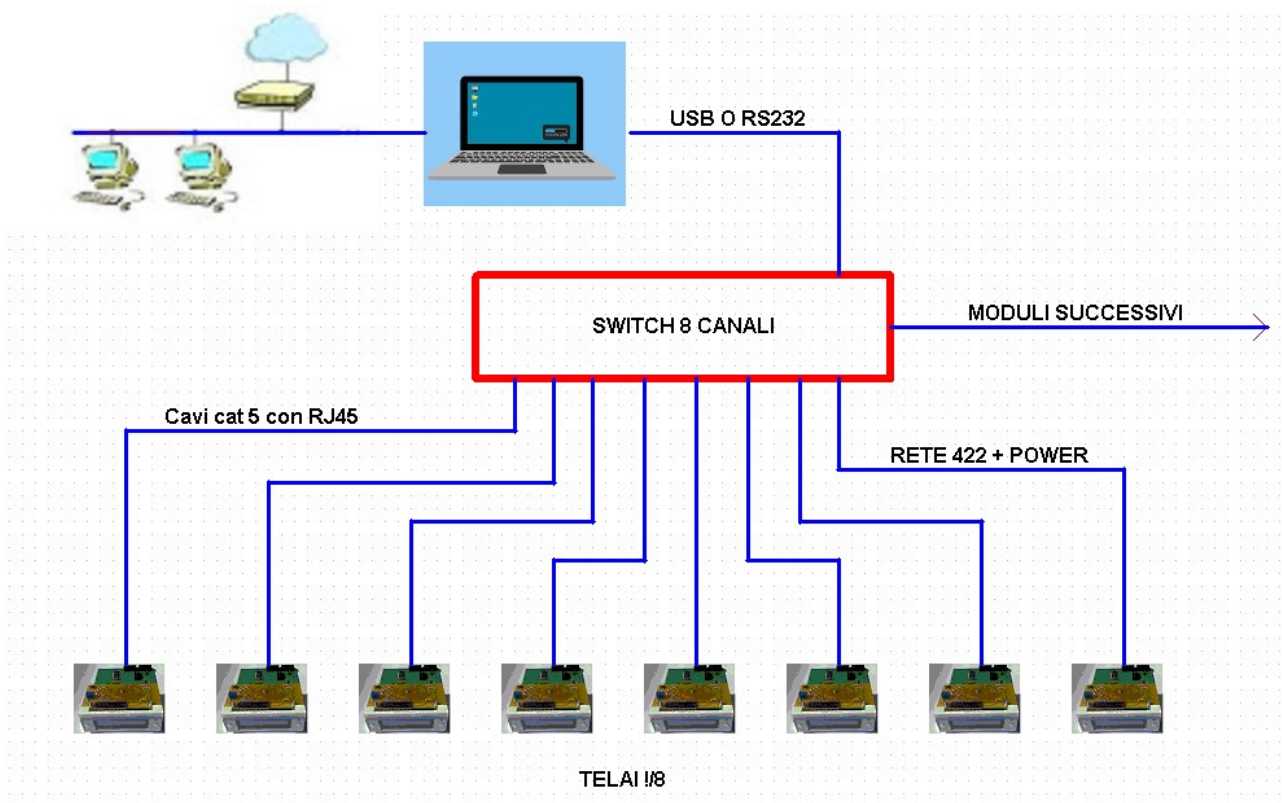 USB O RS232
SWITCH 8 CANALI
MODULI SUCCESSIVI
Cavi cat 5 con RJ45
RETE 422 + POWER
TELAI !/8